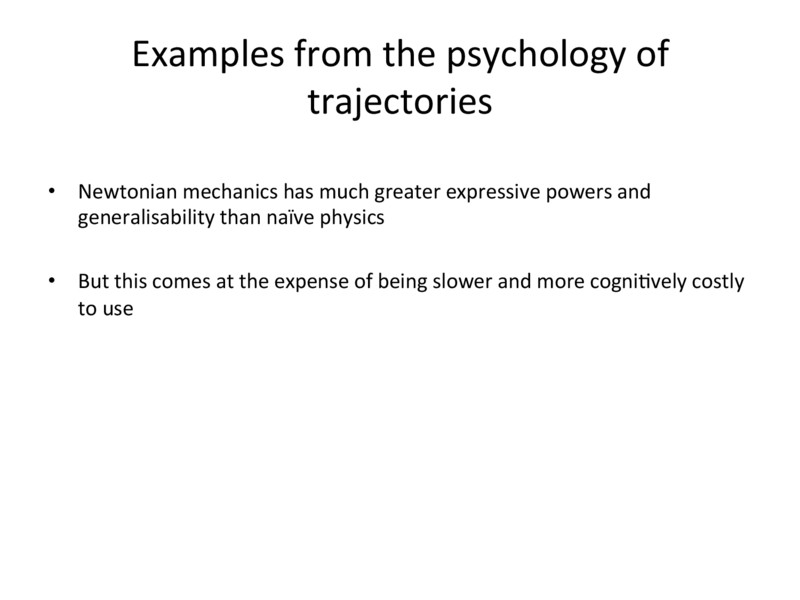 Examples from the psychology of
trajectories
• Newtonian mechanics has much greater expressive powers and
generalisability than naïve physics
• But this comes at the expense of being slower and more cognitively costly
to use